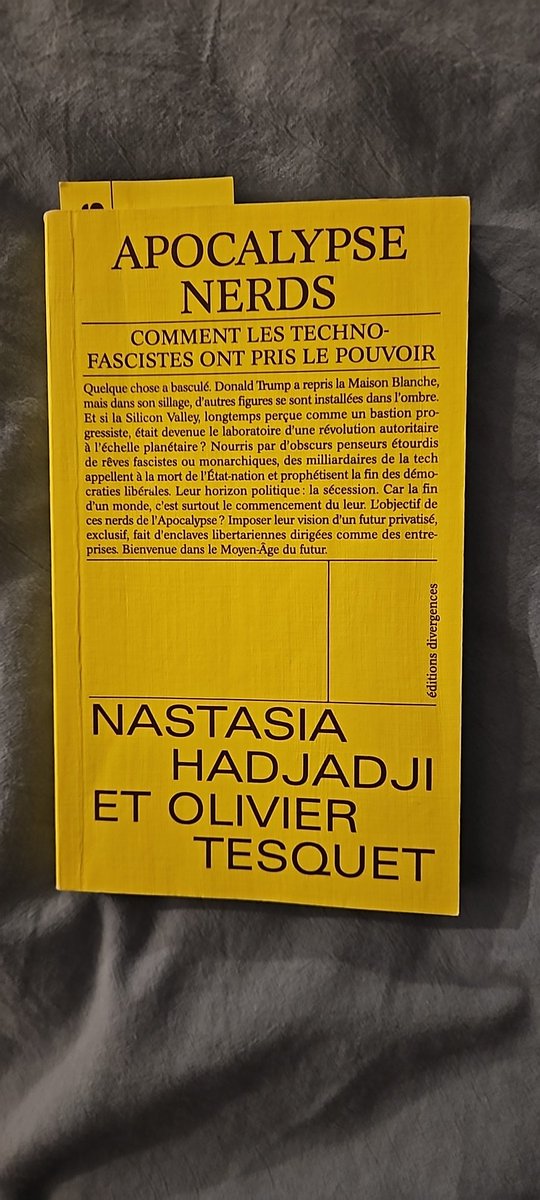 APOCALYPSE
NERDS
COMMENT LES TECHNO-
FASCISTES ONT PRIS LE POUVOIR
Quelque chose a basculé. Donald Trump a repris la Maison Blanche,
mais dans son sillage, d'autres figures se sont installées dans l'ombre.
Et si la Silicon Valley, longtemps perçue comme un bastion pro-
gressiste, était devenue le laboratoire d'une révolution autoritaire
à l'échelle planétaire ? Nourris par d'obscurs penseurs étourdis
de rêves fascistes ou monarchiques, des milliardaires de la tech
appellent à la mort de l'État-nation et prophétisent la fin des démo-
craties libérales. Leur horizon politique : la sécession. Car la fin
d'un monde, c'est surtout le commencement du leur. L'objectif de
ces nerds de l'Apocalypse ? Imposer leur vision d'un futur privatisé,
exclusif, fait d'enclaves libertariennes dirigées comme des entre-
prises. Bienvenue dans le Moyen-Âge du futur.
éditions divergences
NASTASIA
HADJADJI
ET OLIVIER
TESQUET